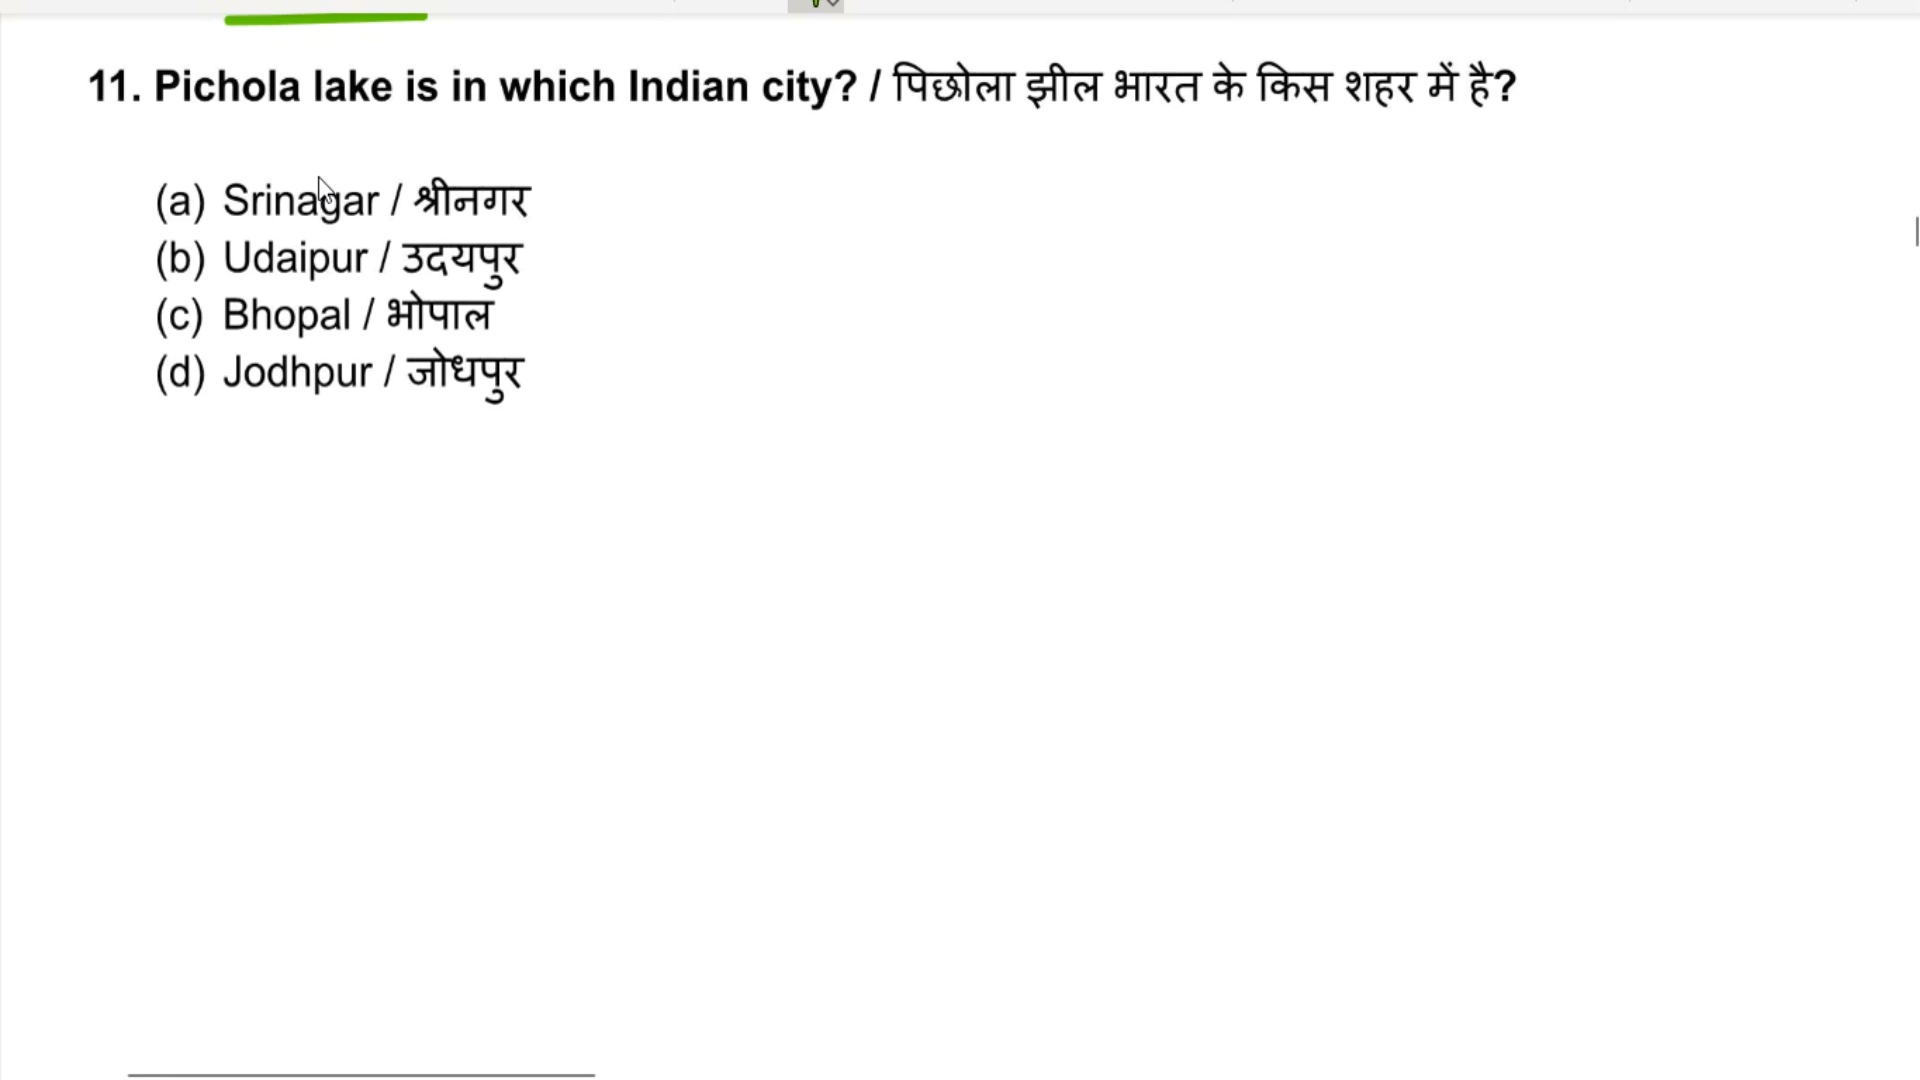 11. Pichola lake is in which Indian city? / पिछोला झील भारत के किस शहर में है?
(a) Srinagar / श्रीनगर
(b) Udaipur / उदयपुर
(c) Bhopal / भोपाल
(d) Jodhpur / जोधपुर